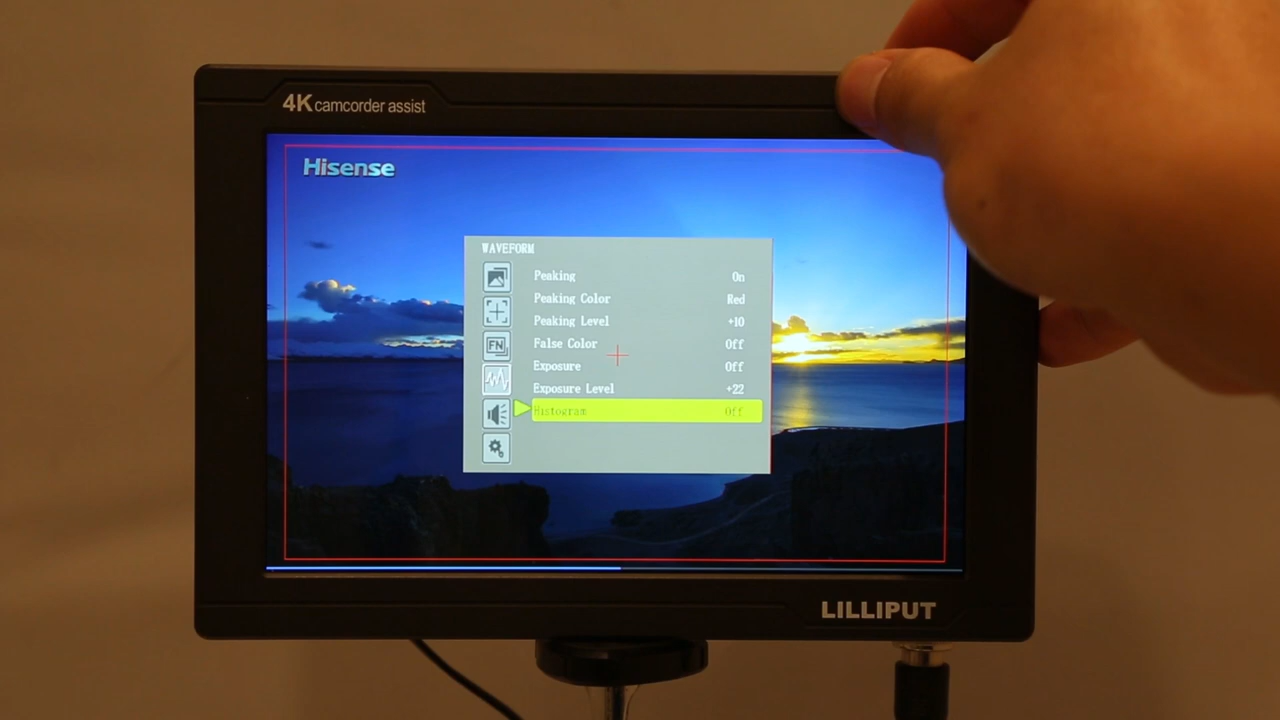 4K camcorder assist
Hisense
WAVEFORM
Peaking On
Peaking Color Red
Peaking Level +10
False Color Off
FN
Exposure Off
Exposure Level +22
Histogram Off
LILLIPUT